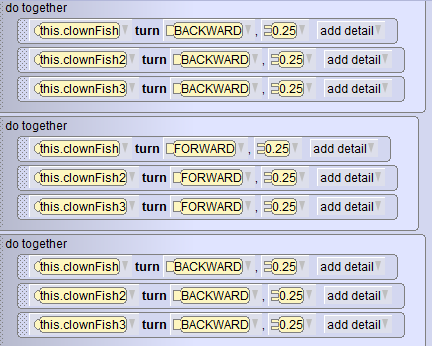 do together
this.clownFish turn BACKWARD , 0.25 add detail
this.clownFish2 turn BACKWARD , 0.25 add detail
this.clownFish3 turn BACKWARD , 0.25 add detail
do together
this.clownFish turn FORWARD , 0.25 add detail
this.clownFish2 turn FORWARD , 0.25 add detail
this.clownFish3 turn FORWARD , 0.25 add detail
do together
this.clownFish turn BACKWARD , 0.25 add detail
this.clownFish2 turn BACKWARD , 0.25 add detail
this.clownFish3 turn BACKWARD , 0.25 add detail